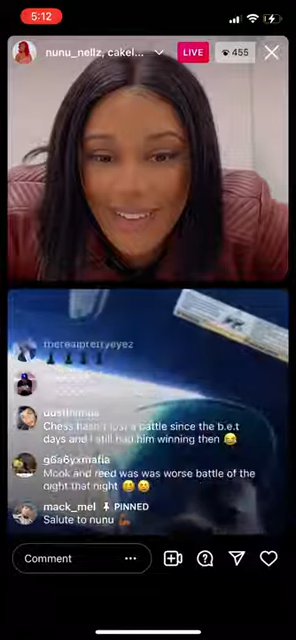 5:12
nunu_nellz, cakel...
LIVE
455
therealprettyeyez
Chess hasn't lost a battle since the b.e.t
days and I still had him winning then 😂
g6a6yxmafia
Mook and reed was was worse battle of the
night that night
mack_mel PINNED
Salute to nunu
Comment